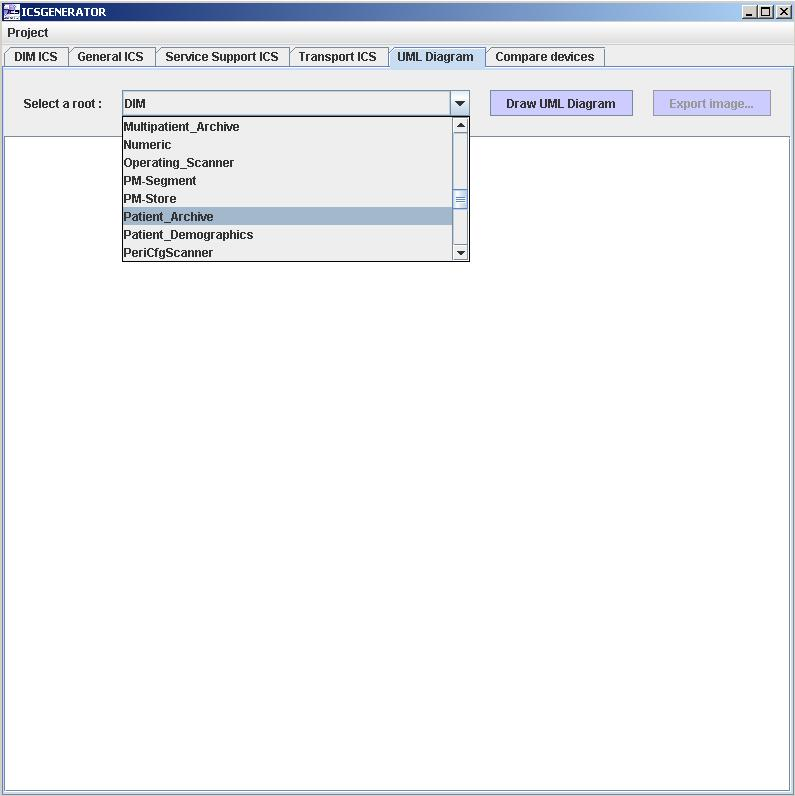 ICSGENERATOR
Project
DIM ICS General ICS Service Support ICS Transport ICS UML Diagram Compare devices
Select a root : DIM Draw UML Diagram Export image...
Multipatient_Archive
Numeric
Operating_Scanner
PM-Segment
PM-Store
Patient_Archive
Patient_Demographics
PeriCfgScanner